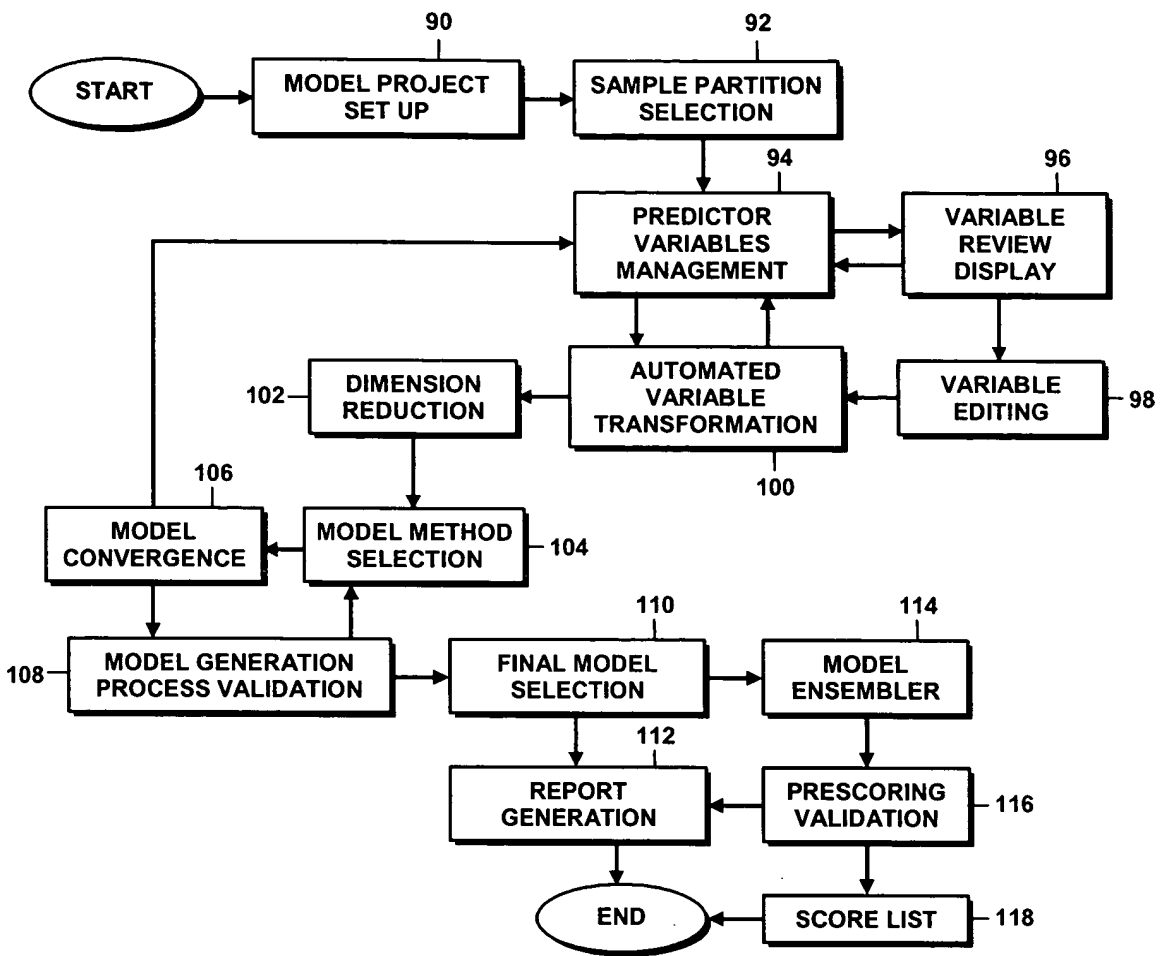 90
92
START
MODEL PROJECT
SET UP
SAMPLE PARTITION
SELECTION
94
96
PREDICTOR
VARIABLES
MANAGEMENT
VARIABLE
REVIEW
DISPLAY
102
DIMENSION
REDUCTION
AUTOMATED
VARIABLE
TRANSFORMATION
VARIABLE
EDITING
98
100
106
MODEL
CONVERGENCE
MODEL METHOD
SELECTION
104
110
114
108
MODEL GENERATION
PROCESS VALIDATION
FINAL MODEL
SELECTION
MODEL
ENSEMBLER
112
REPORT
GENERATION
PRESCORING
VALIDATION
116
END
SCORE LIST
118